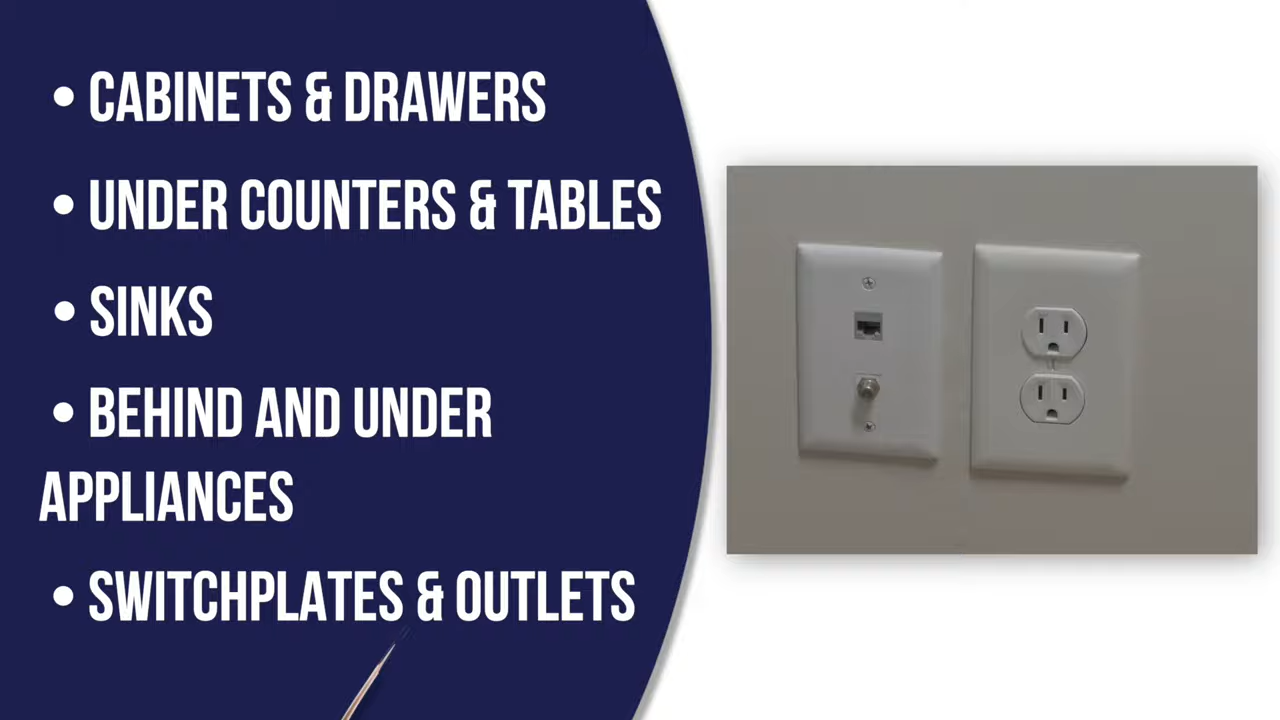 • CABINETS & DRAWERS
• UNDER COUNTERS & TABLES
• SINKS
• BEHIND AND UNDER
APPLIANCES
• SWITCHPLATES & OUTLETS